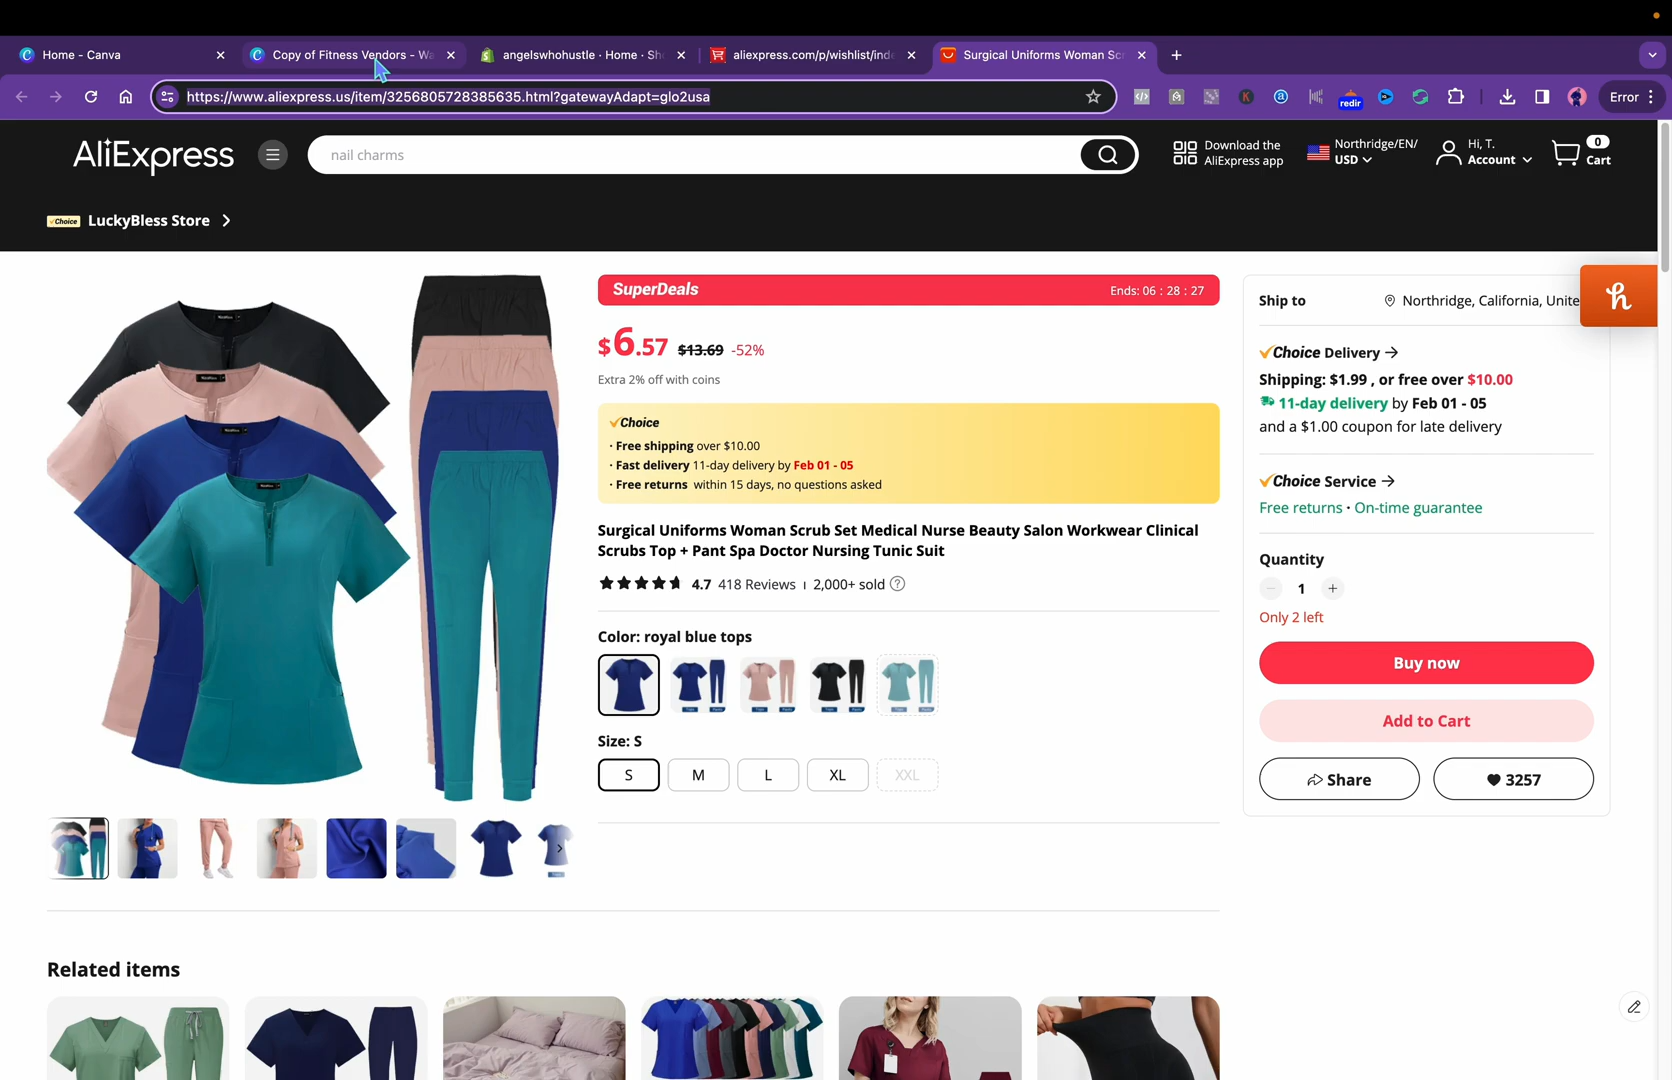 Home - Canva
Copy of Fitness Vendors - Wa
angelswhohustle · Home · Sh
aliexpress.com/p/wishlist/inde
Surgical Uniforms Woman Scr
https://www.aliexpress.us/item/3256805728385635.html?gatewayAdapt=glo2usa
redir
Error
AliExpress
nail charms
Download the
AliExpress app
Northridge/EN/
USD
Hi, T.
Account
0
Cart
Choice LuckyBless Store
SuperDeals
Ends: 06 : 28 : 27
$6.57 $13.69 -52%
Extra 2% off with coins
Choice
· Free shipping over $10.00
· Fast delivery 11-day delivery by Feb 01 - 05
· Free returns within 15 days, no questions asked
Surgical Uniforms Woman Scrub Set Medical Nurse Beauty Salon Workwear Clinical
Scrubs Top + Pant Spa Doctor Nursing Tunic Suit
4.7 418 Reviews 2,000+ sold ?
Color: royal blue tops
Size: S
S M L XL XXL
Ship to
Northridge, California, Unite
Choice Delivery
Shipping: $1.99 , or free over $10.00
11-day delivery by Feb 01 - 05
and a $1.00 coupon for late delivery
Choice Service
Free returns · On-time guarantee
Quantity
1
Only 2 left
Buy now
Add to Cart
Share
3257
Related items